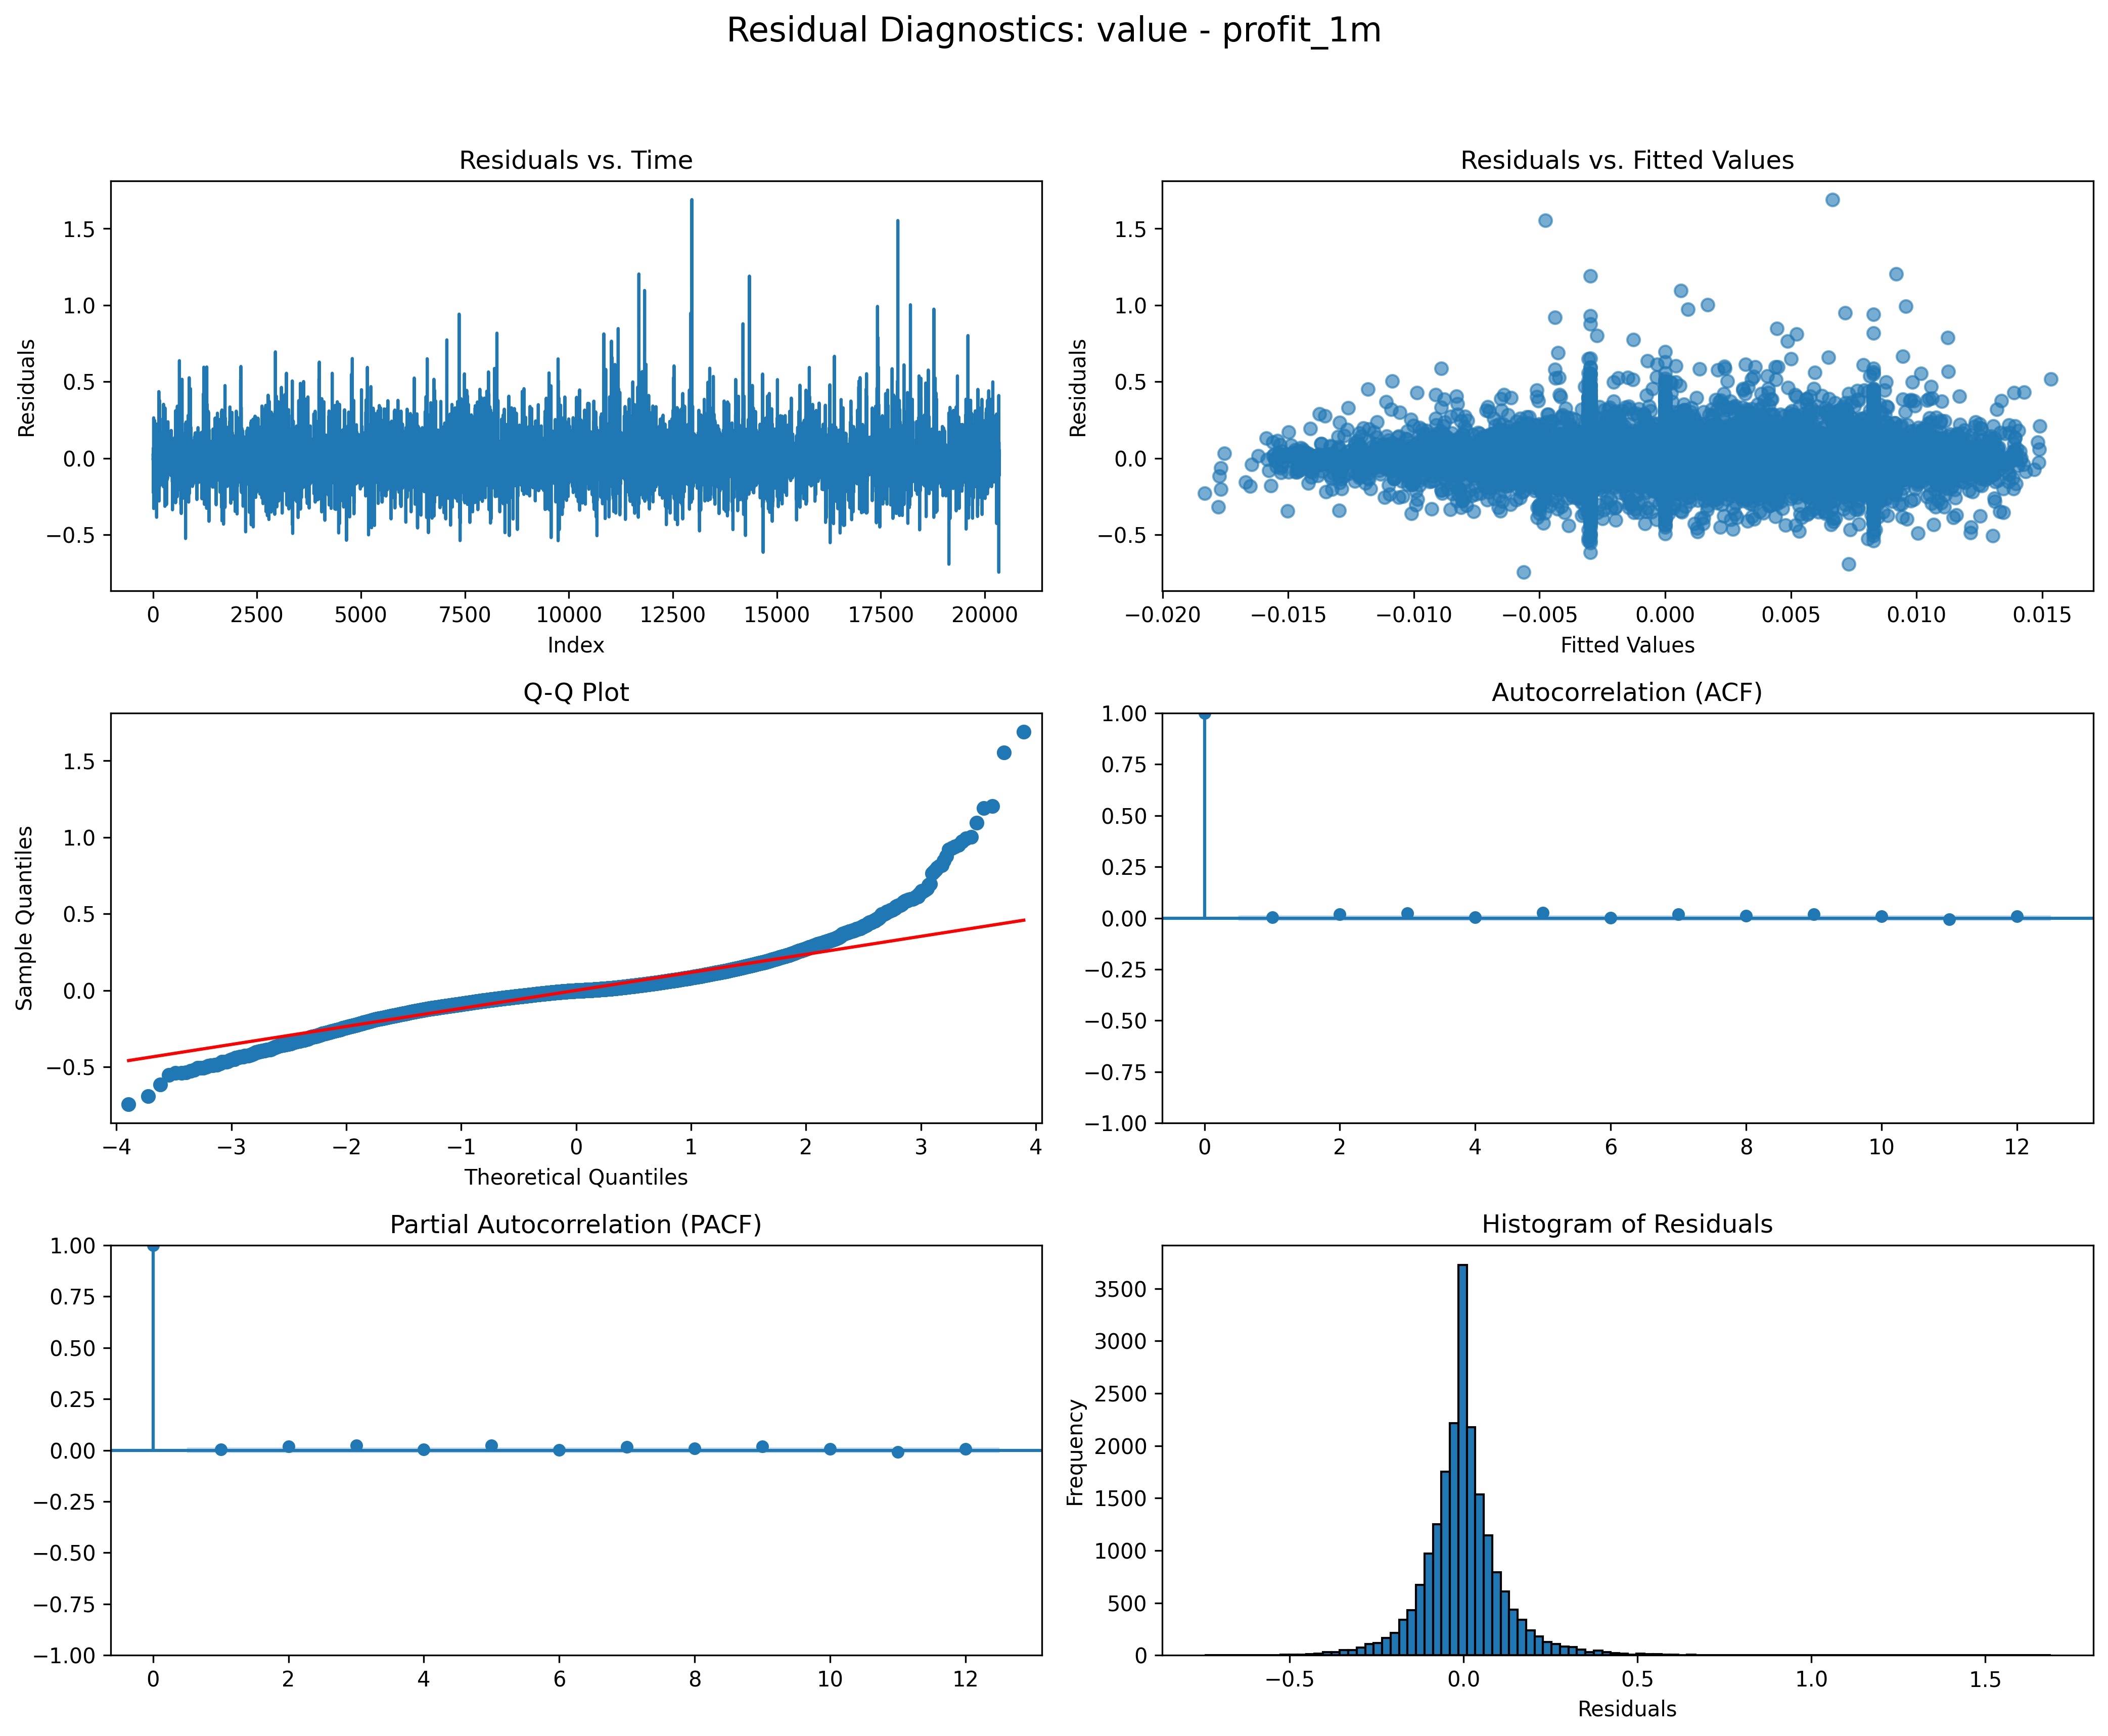 Residual Diagnostics: value - profit_1m
Residuals vs. Time
Residuals
1.5
1.0
0.5
0.0
−0.5
0 2500 5000 7500 10000 12500 15000 17500 20000
Index
Residuals vs. Fitted Values
Residuals
1.5
1.0
0.5
0.0
−0.5
−0.020 −0.015 −0.010 −0.005 0.000 0.005 0.010 0.015
Fitted Values
Q-Q Plot
Sample Quantiles
1.5
1.0
0.5
0.0
−0.5
−4 −3 −2 −1 0 1 2 3 4
Theoretical Quantiles
Autocorrelation (ACF)
1.00
0.75
0.50
0.25
0.00
−0.25
−0.50
−0.75
−1.00
0 2 4 6 8 10 12
Partial Autocorrelation (PACF)
1.00
0.75
0.50
0.25
0.00
−0.25
−0.50
−0.75
−1.00
0 2 4 6 8 10 12
Histogram of Residuals
Frequency
3500
3000
2500
2000
1500
1000
500
0
−0.5 0.0 0.5 1.0 1.5
Residuals